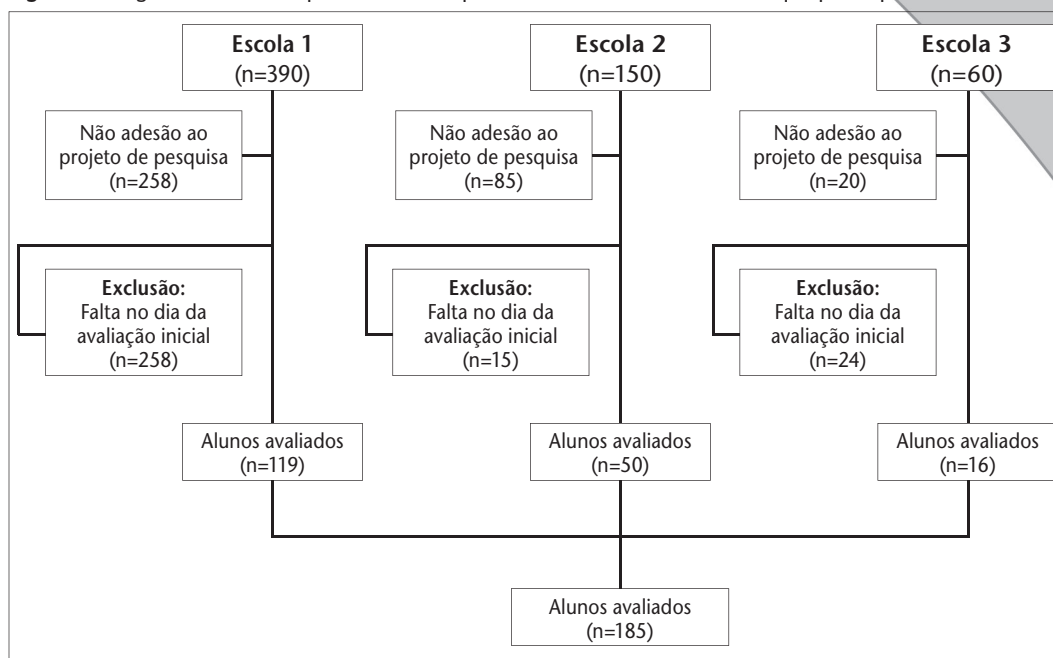 Escola 1
(n=390)
Escola 2
(n=150)
Escola 3
(n=60)
Não adesão ao
projeto de pesquisa
(n=258)
Não adesão ao
projeto de pesquisa
(n=85)
Não adesão ao
projeto de pesquisa
(n=20)
Exclusão:
Falta no dia da
avaliação inicial
(n=258)
Exclusão:
Falta no dia da
avaliação inicial
(n=15)
Exclusão:
Falta no dia da
avaliação inicial
(n=24)
Alunos avaliados
(n=119)
Alunos avaliados
(n=50)
Alunos avaliados
(n=16)
Alunos avaliados
(n=185)